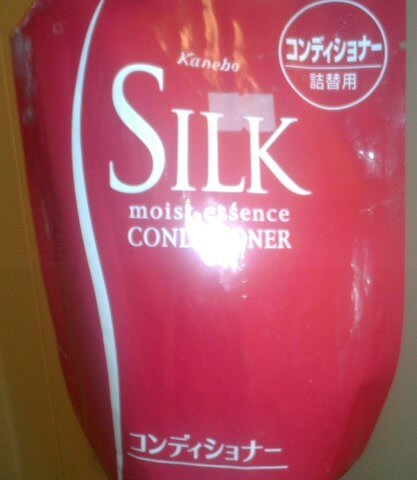 Kanebo
コンディショナー
詰替用
SILK
moist essence
CONDITIONER
コンディショナー